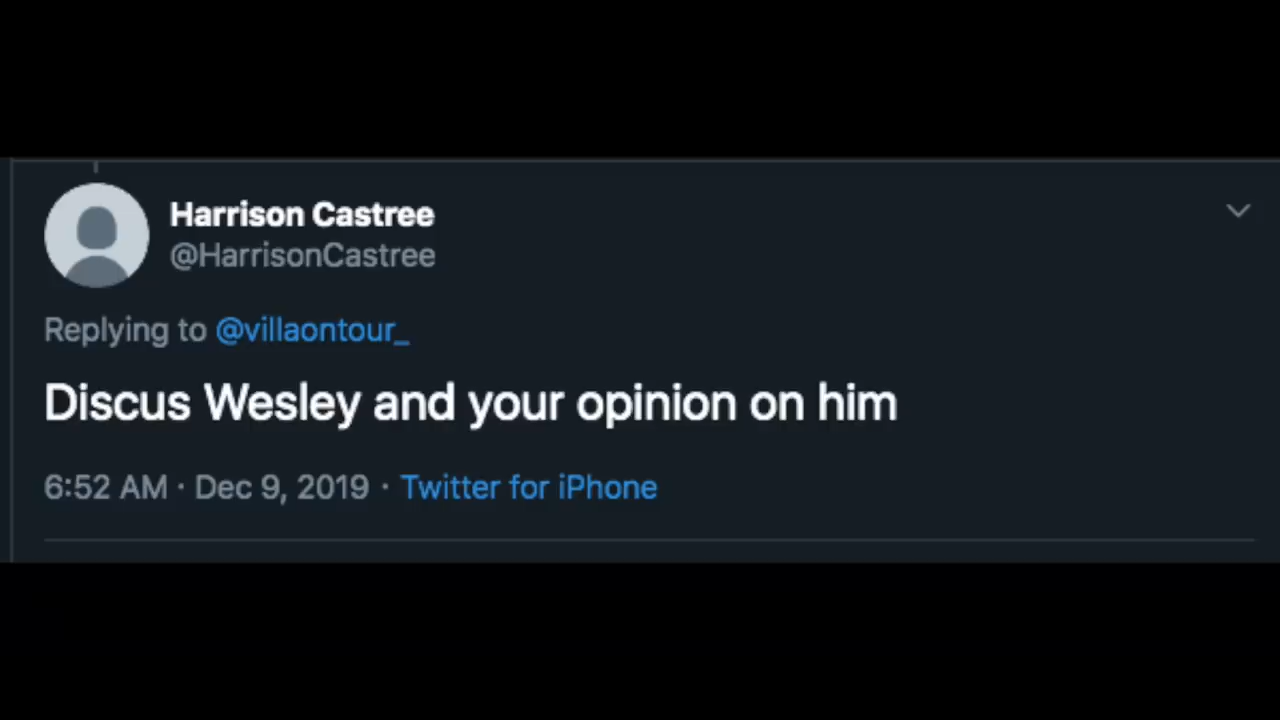 Harrison Castree
@HarrisonCastree
Replying to @villaontour_
Discus Wesley and your opinion on him
6:52 AM · Dec 9, 2019 · Twitter for iPhone